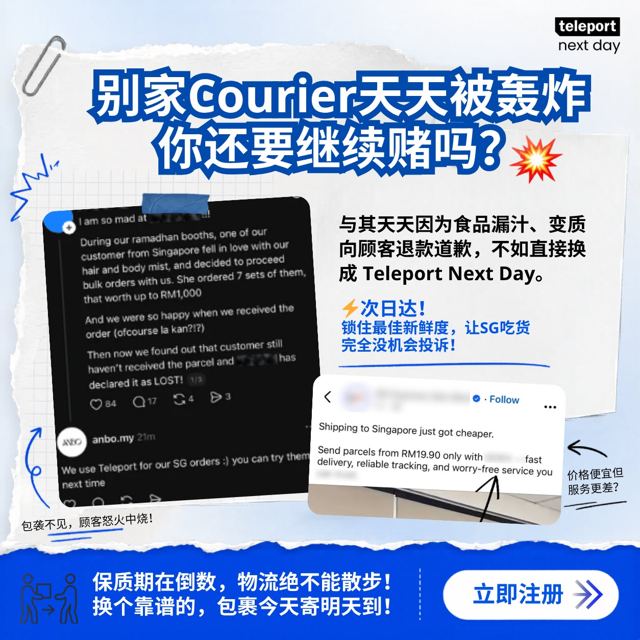 teleport
next day
别家Courier天天被轰炸
你还要继续赌吗？
I am so mad at
During our ramadhan booths, one of our
customer from Singapore fell in love with our
hair and body mist, and decided to proceed
bulk orders with us. She ordered 7 sets of them,
that worth up to RM1,000
And we were so happy when we received the
order (ofcourse la kan?!?)
Then now we found out that customer still
haven't received the parcel and has
declared it as LOST! 1/3
84 17 4 3
ANBO anbo.my 21m
We use Teleport for our SG orders :) you can try them
next time
包裹不见，顾客怒火中烧！
与其天天因为食品漏汁、变质
向顾客退款道歉，不如直接换
成 Teleport Next Day。
次日达！
锁住最佳新鲜度，让SG吃货
完全没机会投诉！
Follow
Shipping to Singapore just got cheaper.
Send parcels from RM19.90 only with fast
delivery, reliable tracking, and worry-free service you
价格便宜但
服务更差？
保质期在倒数，物流绝不能散步！
换个靠谱的，包裹今天寄明天到！
立即注册